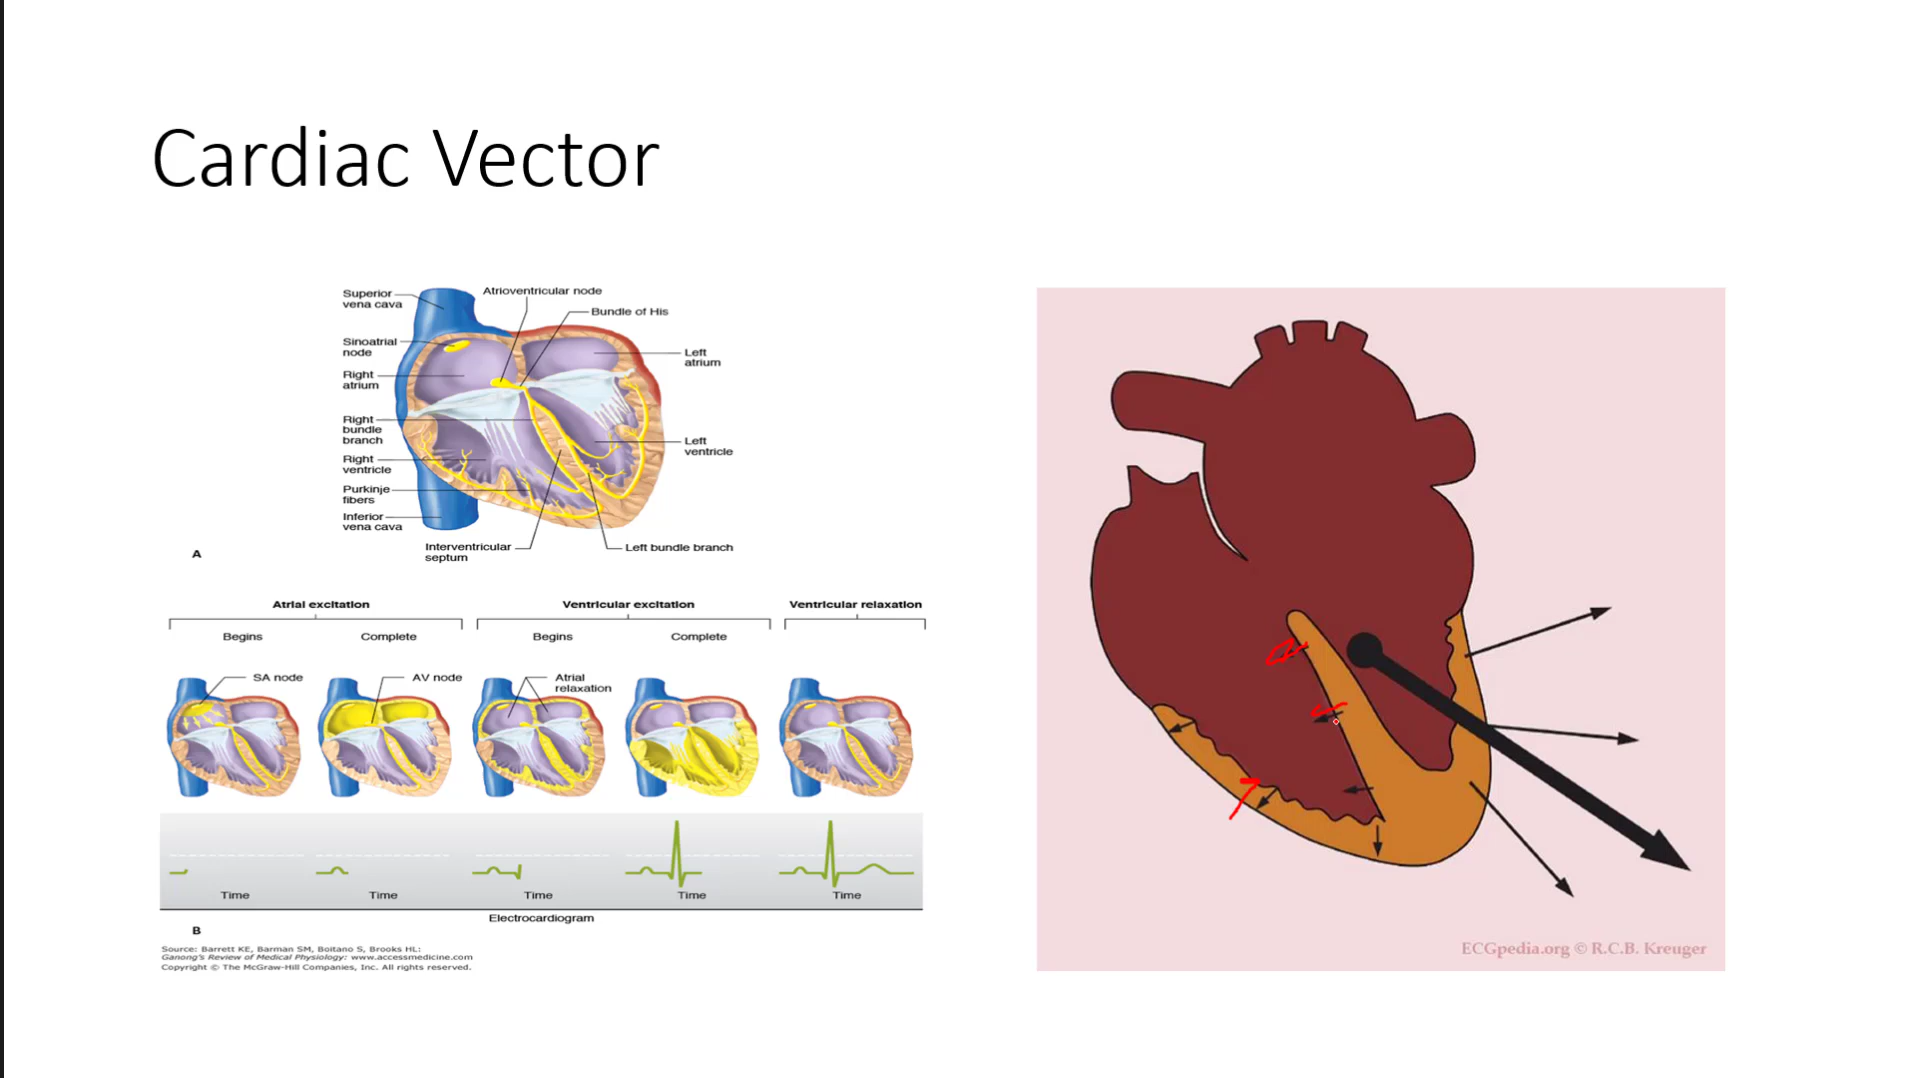 Cardiac Vector
Superior
vena cava
Atrioventricular node
Bundle of His
Sinoatrial
node
Left
atrium
Right
atrium
Right
bundle
branch
Left
ventricle
Right
ventricle
Purkinje
fibers
Inferior
vena cava
Interventricular
septum
Left bundle branch
A
Atrial excitation
Ventricular excitation
Ventricular relaxation
Begins
Complete
Begins
Complete
SA node
AV node
Atrial
relaxation
Time
Time
Time
Time
Time
Electrocardiogram
B
Source: Barrett KE, Barman SM, Boitano S, Brooks HL:
Ganong's Review of Medical Physiology: www.accessmedicine.com
Copyright © The McGraw-Hill Companies, Inc. All rights reserved.
ECGpedia.org © R.C.B. Kreuger